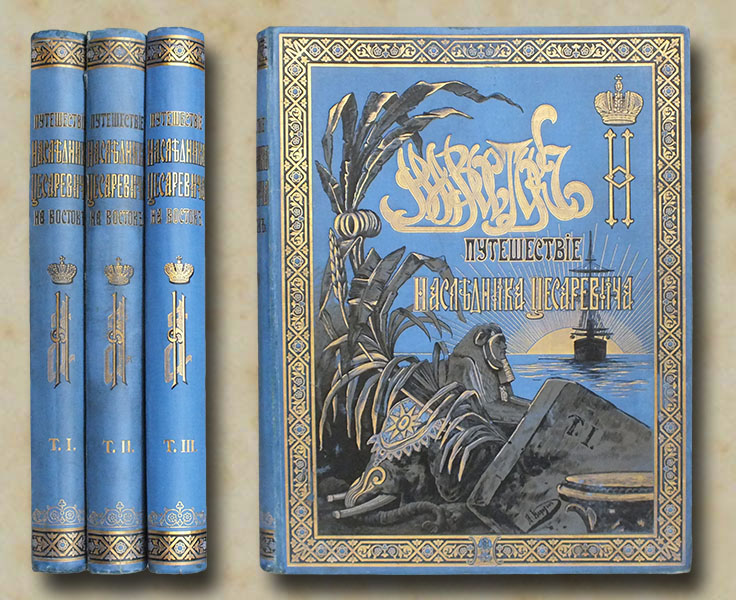 ПУТЕШЕСТВІЕ
НАСЛѢДНИКА
ЦЕСАРЕВИЧА
НА ВОСТОКЪ
Т. I.
ПУТЕШЕСТВІЕ
НАСЛѢДНИКА
ЦЕСАРЕВИЧА
НА ВОСТОКЪ
Т. II.
ПУТЕШЕСТВІЕ
НАСЛѢДНИКА
ЦЕСАРЕВИЧА
НА ВОСТОКЪ
Т. III.
Н
НА ВОСТОКЪ
ПУТЕШЕСТВІЕ
НАСЛѢДНИКА ЦЕСАРЕВИЧА
Т. I.